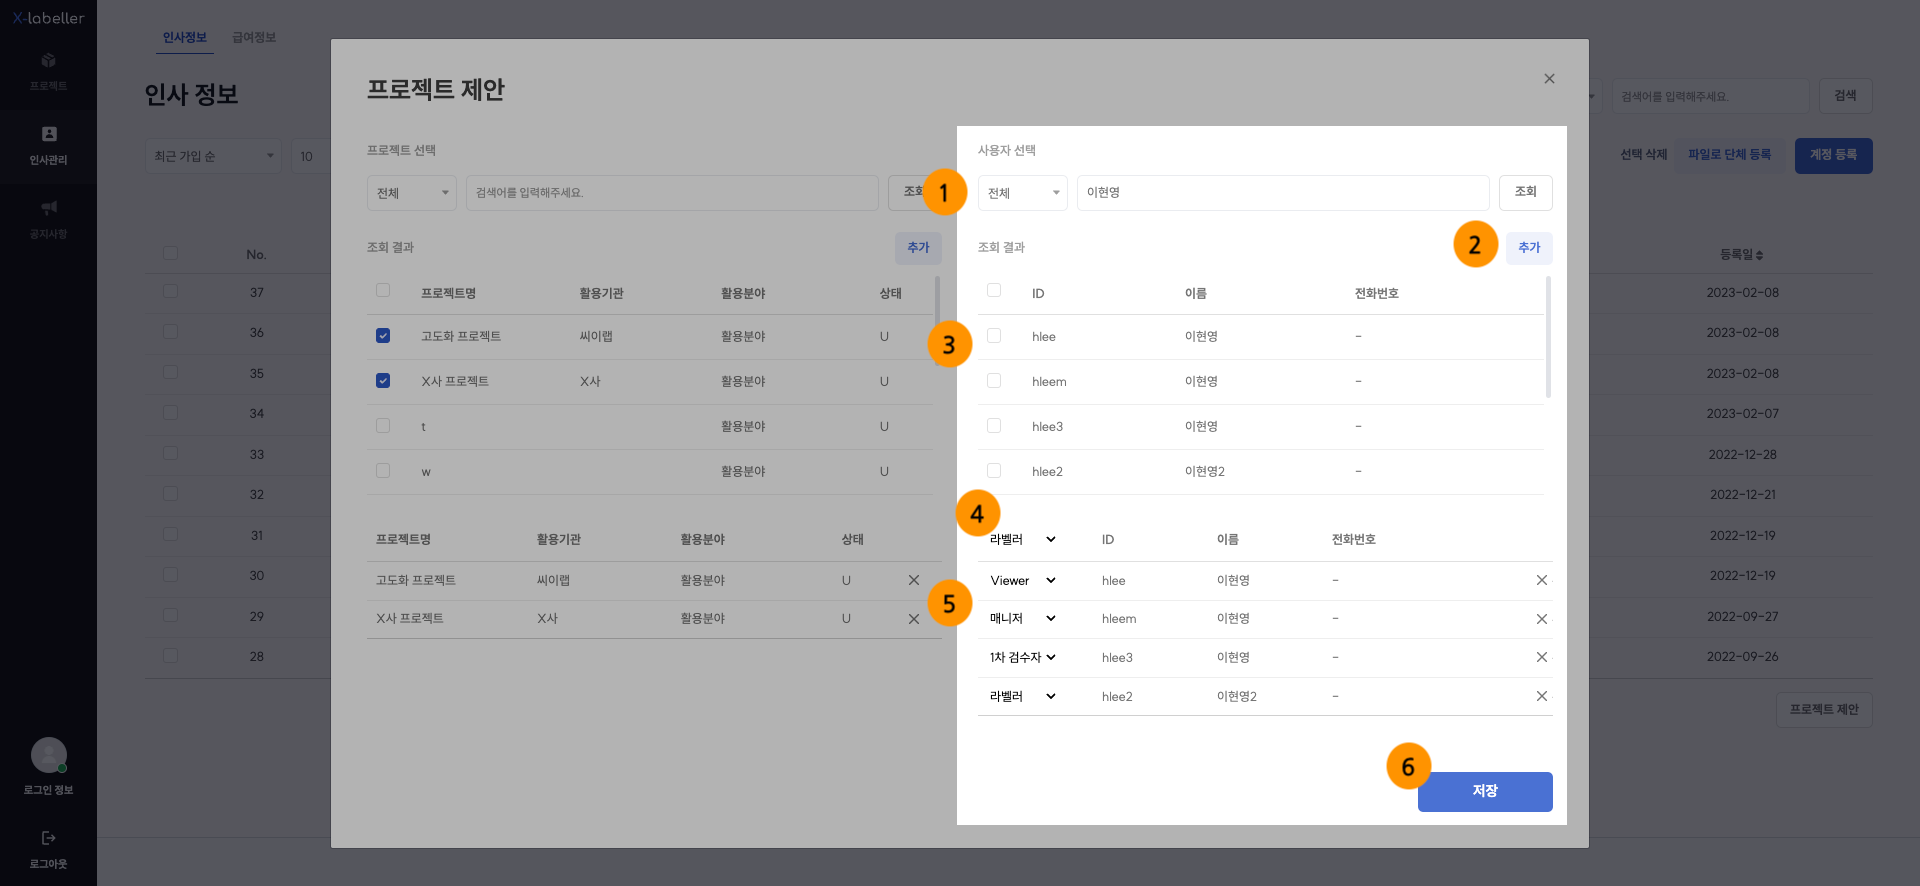 X-labeller
프로젝트
인사관리
공지사항
로그인 정보
로그아웃
인사정보 급여정보
인사 정보
검색어를 입력해주세요. 검색
최근 가입 순 10 선택 삭제 파일로 단체 등록 계정 등록
No. 등록일
37 2023-02-08
36 2023-02-08
35 2023-02-08
34 2023-02-07
33 2022-12-28
32 2022-12-21
31 2022-12-19
30 2022-12-19
29 2022-09-27
28 2022-09-26
프로젝트 제안
프로젝트 제안
프로젝트 선택
전체 검색어를 입력해주세요. 조회
조회 결과 추가
프로젝트명 활용기관 활용분야 상태
고도화 프로젝트 씨이랩 활용분야 U
X사 프로젝트 X사 활용분야 U
t 활용분야 U
w 활용분야 U
프로젝트명 활용기관 활용분야 상태
고도화 프로젝트 씨이랩 활용분야 U
X사 프로젝트 X사 활용분야 U
사용자 선택
1 전체 이현영 조회
조회 결과 2 추가
ID 이름 전화번호
3 hlee 이현영 -
hleem 이현영 -
hlee3 이현영 -
hlee2 이현영2 -
4
라벨러 ID 이름 전화번호
Viewer hlee 이현영 -
5 매니저 hleem 이현영 -
1차 검수자 hlee3 이현영 -
라벨러 hlee2 이현영2 -
6 저장